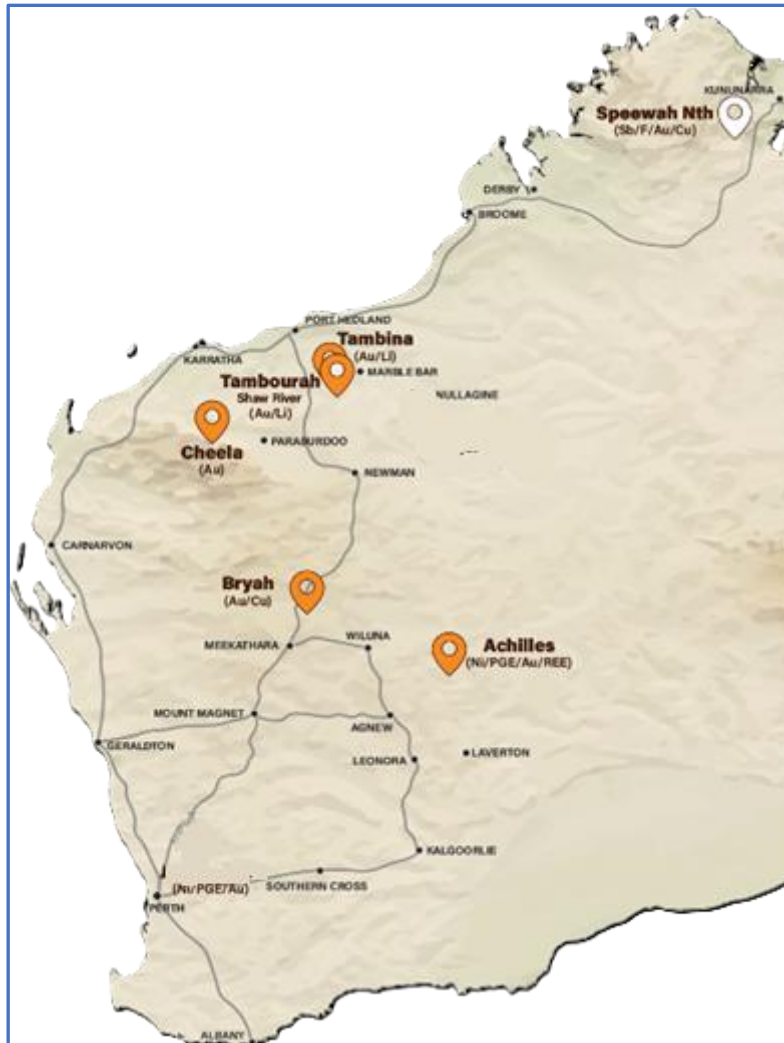 KUNUNARRA
Speewah Nth
(Sb/F/Au/Cu)
DERBY
BROOME
PORT HEDLAND
KARRATHA
Tambina
(Au/Li)
MARBLE BAR
Tambourah
Shaw River
(Au/Li)
NULLAGINE
PARABURDOO
Cheela
(Au)
NEWMAN
CARNARVON
Bryah
(Au/Cu)
MEEKATHARA
WILUNA
Achilles
(Ni/PGE/Au/REE)
MOUNT MAGNET
AGNEW
GERALDTON
LEONORA
LAVERTON
KALGOORLIE
SOUTHERN CROSS
(Ni/PGE/Au)
PERTH
ALBANY